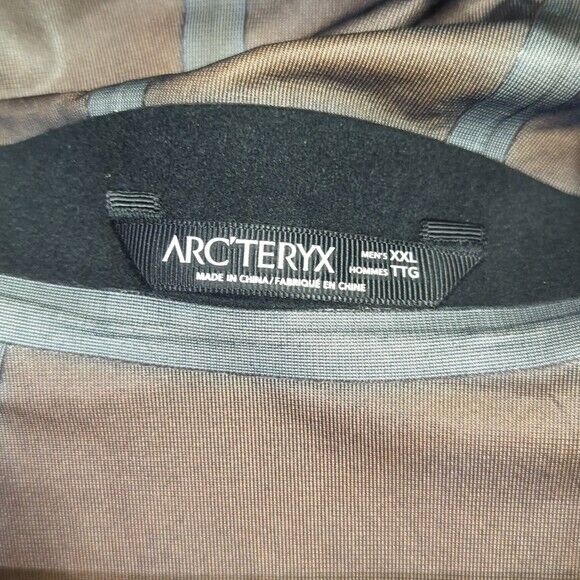 ARC'TERYX MEN'S XXL
HOMMES TTG
MADE IN CHINA/FABRIQUÉ EN CHINE